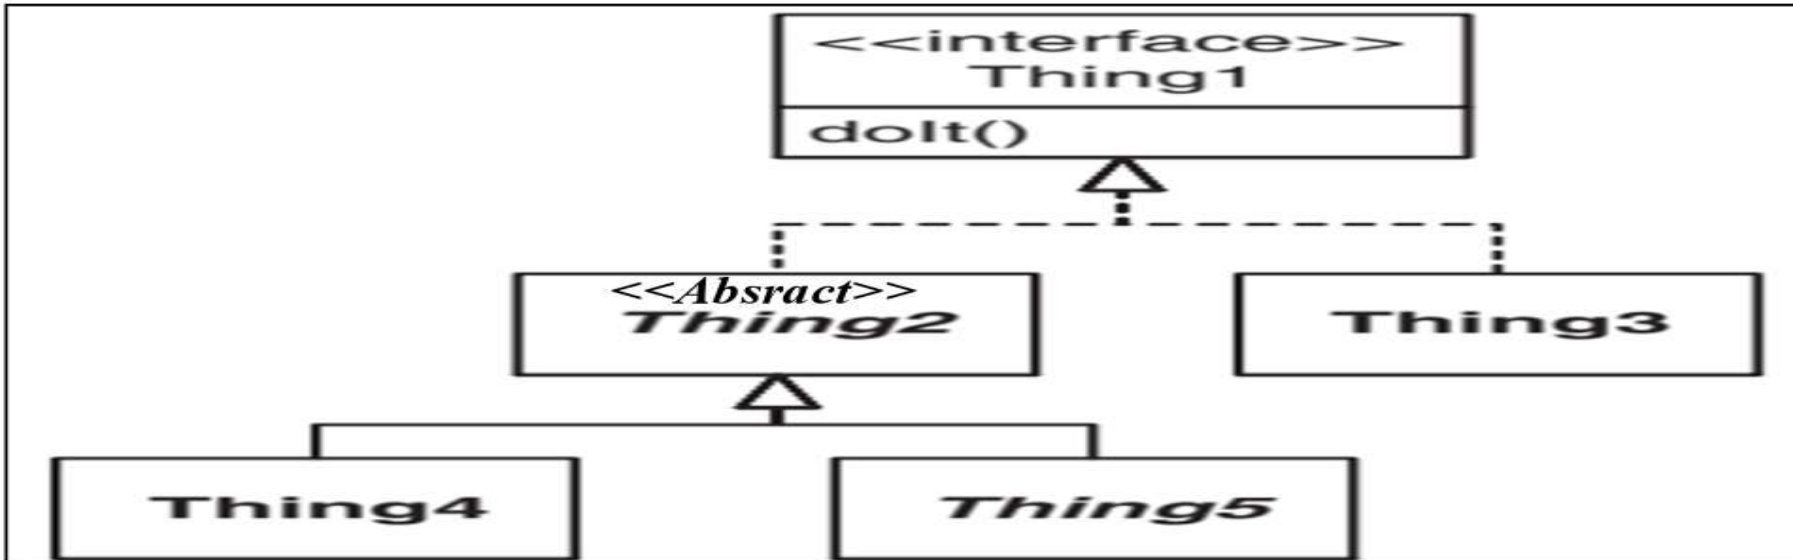 <<interface>>
Thing1
doIt()
<<Absract>>
Thing2
Thing3
Thing4
Thing5